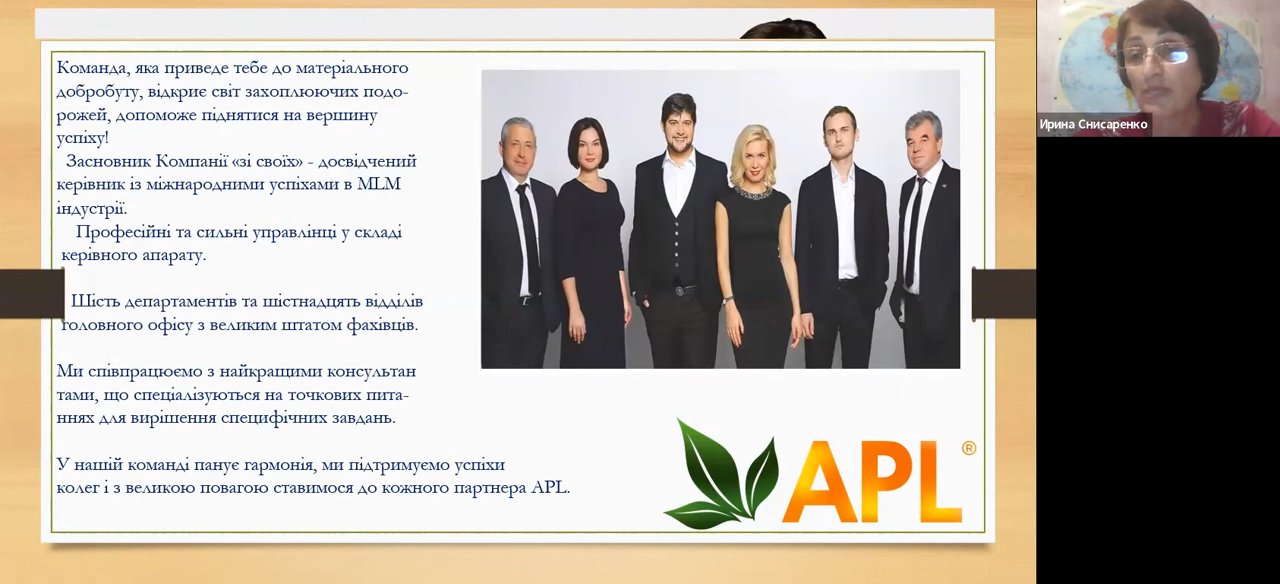 Команда, яка приведе тебе до матеріального
добробуту, відкриє світ захоплюючих подо-
рожей, допоможе піднятися на вершину
успіху!
Засновник Компанії «зі своїх» - досвідчений
керівник із міжнародними успіхами в MLM
індустрії.
Професійні та сильні управлінці у складі
керівного апарату.
Шість департаментів та шістнадцять відділів
головного офісу з великим штатом фахівців.
Ми співпрацюємо з найкращими консультан
тами, що спеціалізуються на точкових пита-
ннях для вирішення специфічних завдань.
У нашій команді панує гармонія, ми підтримуємо успіхи
колег і з великою повагою ставимося до кожного партнера APL.
APL®
Ирина Снисаренко